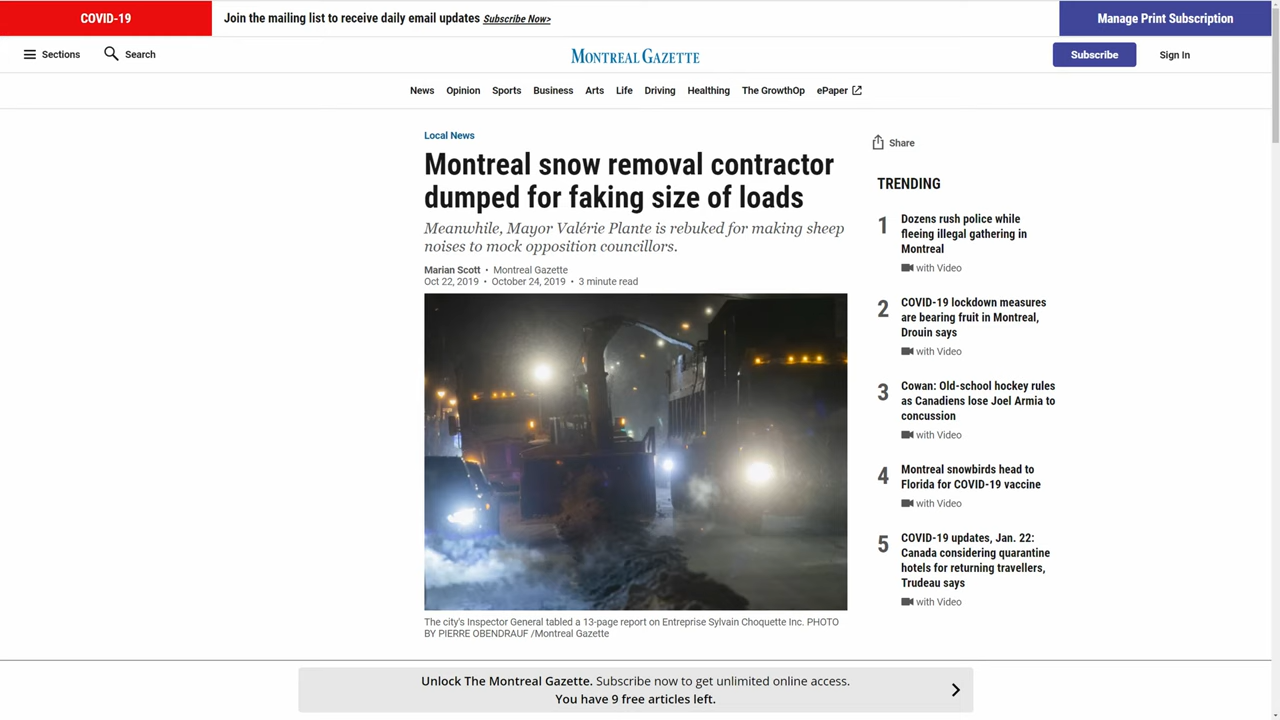 COVID-19
Join the mailing list to receive daily email updates Subscribe Now>
Manage Print Subscription
Sections
Search
MONTREAL GAZETTE
Subscribe
Sign In
News Opinion Sports Business Arts Life Driving Healthing The GrowthOp ePaper
Local News
Montreal snow removal contractor
dumped for faking size of loads
Meanwhile, Mayor Valérie Plante is rebuked for making sheep
noises to mock opposition councillors.
Marian Scott • Montreal Gazette
Oct 22, 2019 • October 24, 2019 • 3 minute read
The city's Inspector General tabled a 13-page report on Entreprise Sylvain Choquette Inc. PHOTO
BY PIERRE OBENDRAUF /Montreal Gazette
Share
TRENDING
1
Dozens rush police while
fleeing illegal gathering in
Montreal
with Video
2
COVID-19 lockdown measures
are bearing fruit in Montreal,
Drouin says
with Video
3
Cowan: Old-school hockey rules
as Canadiens lose Joel Armia to
concussion
with Video
4
Montreal snowbirds head to
Florida for COVID-19 vaccine
with Video
5
COVID-19 updates, Jan. 22:
Canada considering quarantine
hotels for returning travellers,
Trudeau says
with Video
Unlock The Montreal Gazette. Subscribe now to get unlimited online access.
You have 9 free articles left.